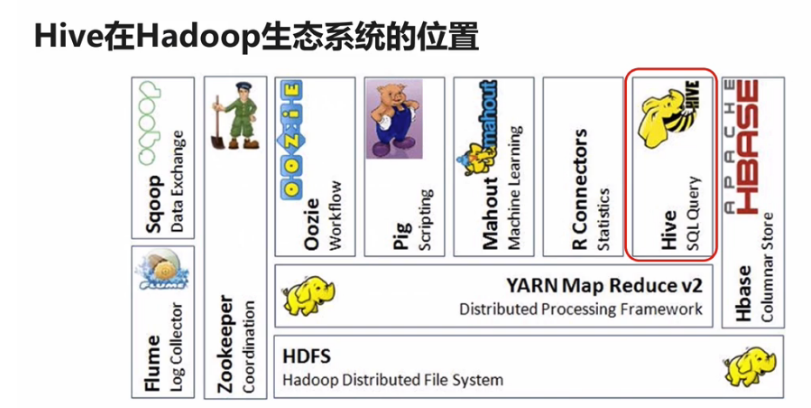 Hive在Hadoop生态系统的位置
sqoop
Sqoop
Data Exchange
FLUME
Flume
Log Collector
Zookeeper
Coordination
OOZIE
Oozie
Workflow
Pig
Scripting
mahout
Mahout
Machine Learning
R Connectors
Statistics
HIVE
Hive
SQL Query
APACHE
HBASE
Hbase
Columnar Store
YARN Map Reduce v2
Distributed Processing Framework
HDFS
Hadoop Distributed File System